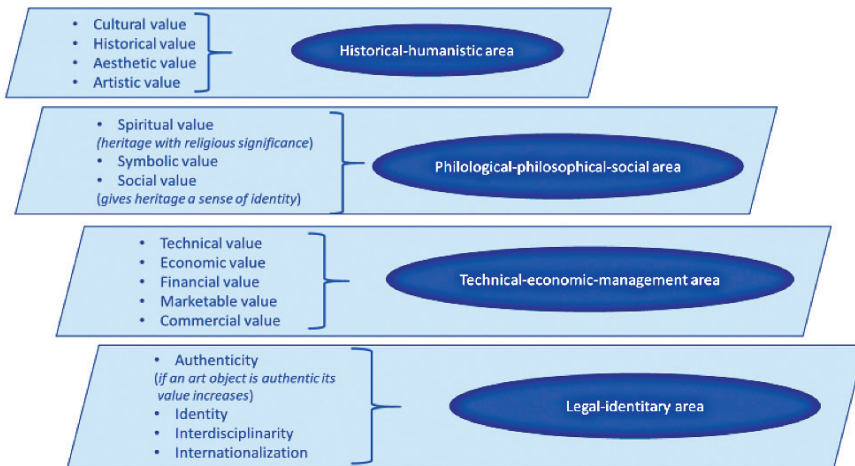 • Cultural value
• Historical value
• Aesthetic value
• Artistic value
Historical-humanistic area
• Spiritual value
(heritage with religious significance)
• Symbolic value
• Social value
(gives heritage a sense of identity)
Philological-philosophical-social area
• Technical value
• Economic value
• Financial value
• Marketable value
• Commercial value
Technical-economic-management area
• Authenticity
(if an art object is authentic its
value increases)
• Identity
• Interdisciplinarity
• Internationalization
Legal-identitary area